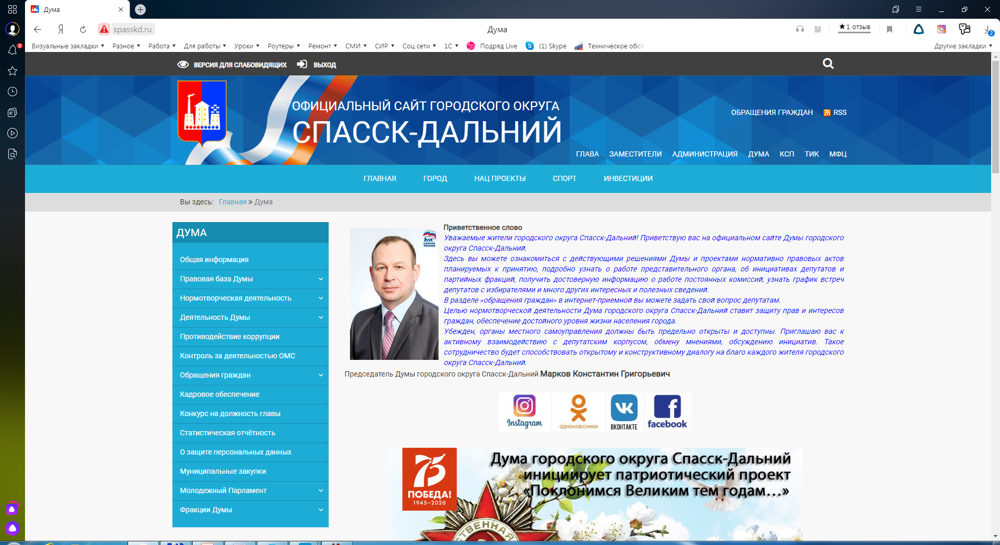 Дума
spasskd.ru
Дума
★1 отзыв
2
2
Визуальные закладки ▼ Разное ▼ Работа ▼ Для работы ▼ Уроки ▼ Роутеры ▼ Ремонт ▼ СМИ ▼ СИР ▼ Соц сети ▼ 1С ▼ Подряд Live (1) Skype Техническое обсл
Другие закладки ▼
ВЕРСИЯ ДЛЯ СЛАБОВИДЯЩИХ ВЫХОД
ОФИЦИАЛЬНЫЙ САЙТ ГОРОДСКОГО ОКРУГА
СПАССК-ДАЛЬНИЙ
ОБРАЩЕНИЯ ГРАЖДАН RSS
ГЛАВА ЗАМЕСТИТЕЛИ АДМИНИСТРАЦИЯ ДУМА КСП ТИК МФЦ
ГЛАВНАЯ ГОРОД НАЦ ПРОЕКТЫ СПОРТ ИНВЕСТИЦИИ
Вы здесь: Главная » Дума
ДУМА
Общая информация
Правовая база Думы
Нормотворческая деятельность
Деятельность Думы
Противодействие коррупции
Контроль за деятельностью ОМС
Обращения граждан
Кадровое обеспечение
Конкурс на должность главы
Статистическая отчётность
О защите персональных данных
Муниципальные закупки
Молодежный Парламент
Фракции Думы
ЕДИНАЯ
РОССИЯ
Приветственное слово
Уважаемые жители городского округа Спасск-Дальний! Приветствую вас на официальном сайте Думы городского
округа Спасск-Дальний.
Здесь вы можете ознакомиться с действующими решениями Думы и проектами нормативно правовых актов
планируемых к принятию, подробно узнать о работе представительного органа, об инициативах депутатов и
партийных фракций, получить достоверную информацию о работе постоянных комиссий, узнать график встреч
депутатов с избирателями и много других интересных и полезных сведений.
В разделе «обращения граждан» в интернет-приемной вы можете задать свой вопрос депутатам.
Целью нормотворческой деятельности Дума городского округа Спасск-Дальний ставит защиту прав и интересов
граждан, обеспечение достойного уровня жизни населения города.
Убежден, органы местного самоуправления должны быть предельно открыты и доступны. Приглашаю вас к
активному взаимодействию с депутатским корпусом, обмену мнениями, обсуждению инициатив. Такое
сотрудничество будет способствовать открытому и конструктивному диалогу на благо каждого жителя городского
округа Спасск-Дальний.
Председатель Думы городского округа Спасск-Дальний Марков Константин Григорьевич
Instagram
одноклассники
ВКОНТАКТЕ
facebook
75
ПОБЕДА!
1945–2020
Дума городского округа Спасск-Дальний
инициирует патриотический проект
«Поклонимся Великим тем годам...»
СТВЕННАЯ